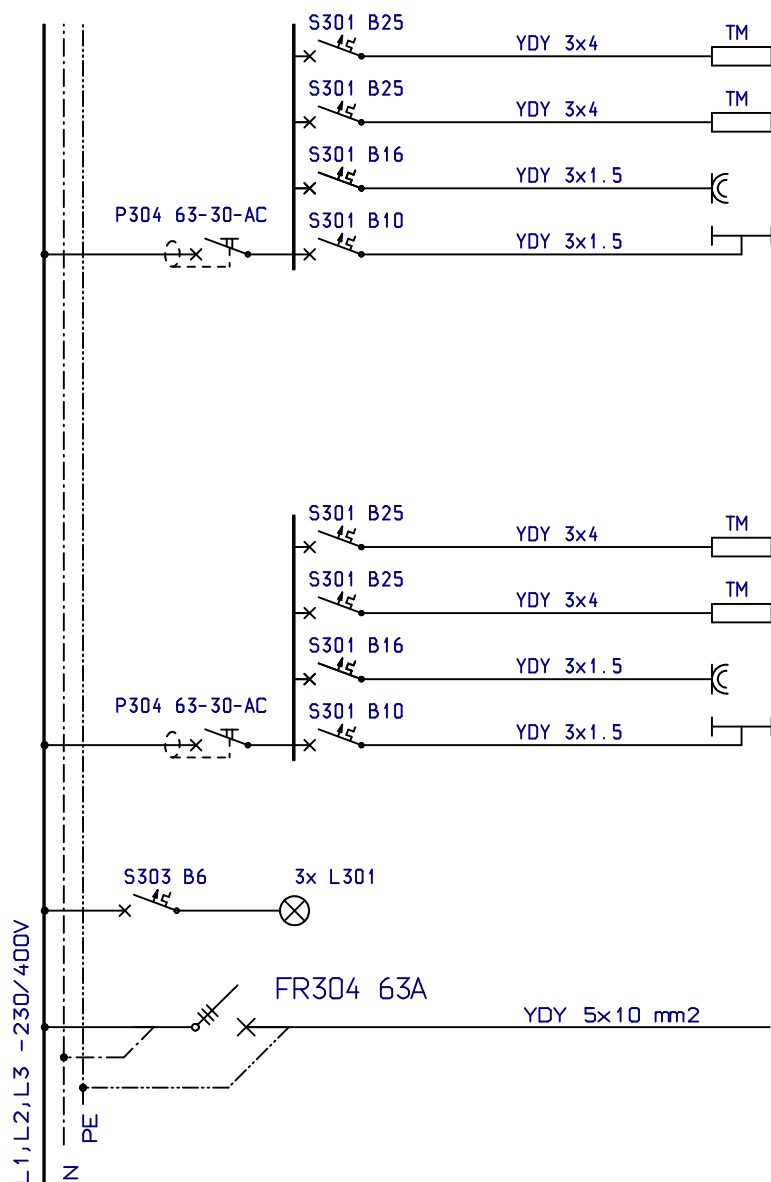 S301 B25
YDY 3x4
TM
S301 B25
YDY 3x4
TM
S301 B16
YDY 3x1.5
P304 63-30-AC
S301 B10
YDY 3x1.5
S301 B25
YDY 3x4
TM
S301 B25
YDY 3x4
TM
S301 B16
YDY 3x1.5
P304 63-30-AC
S301 B10
YDY 3x1.5
S303 B6
3x L301
FR304 63A
YDY 5x10 mm2
L1,L2,L3 -230/400V
N
PE